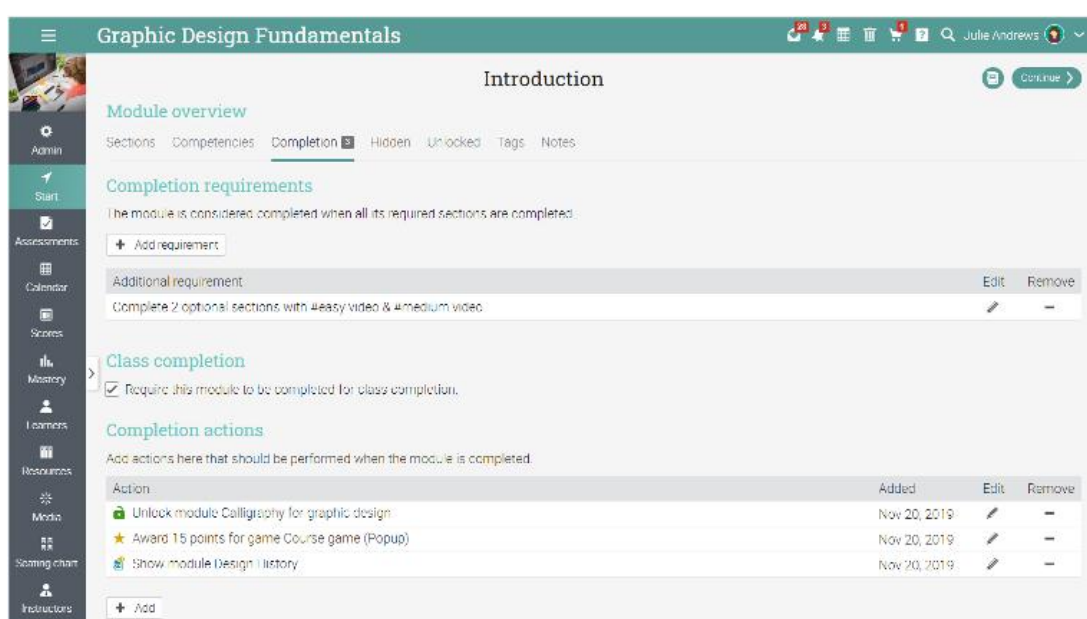 Graphic Design Fundamentals
28
3
1
Julie Andrews
Introduction
Continue
Module overview
Sections Competencies Completion 3 Hidden Unlocked Tags Notes
Completion requirements
The module is considered completed when all its required sections are completed.
+ Add requirement
Additional requirement Edit Remove
Complete 2 optional sections with #easy video & #medium video
Class completion
Require this module to be completed for class completion.
Completion actions
Add actions here that should be performed when the module is completed.
Action Added Edit Remove
Unlock module Calligraphy for graphic design Nov 20, 2019
Award 15 points for game Course game (Popup) Nov 20, 2019
Show module Design History Nov 20, 2019
+ Add
Admin
Start
Assessments
Calendar
Scores
Mastery
Learners
Resources
Media
Seating chart
Instructors